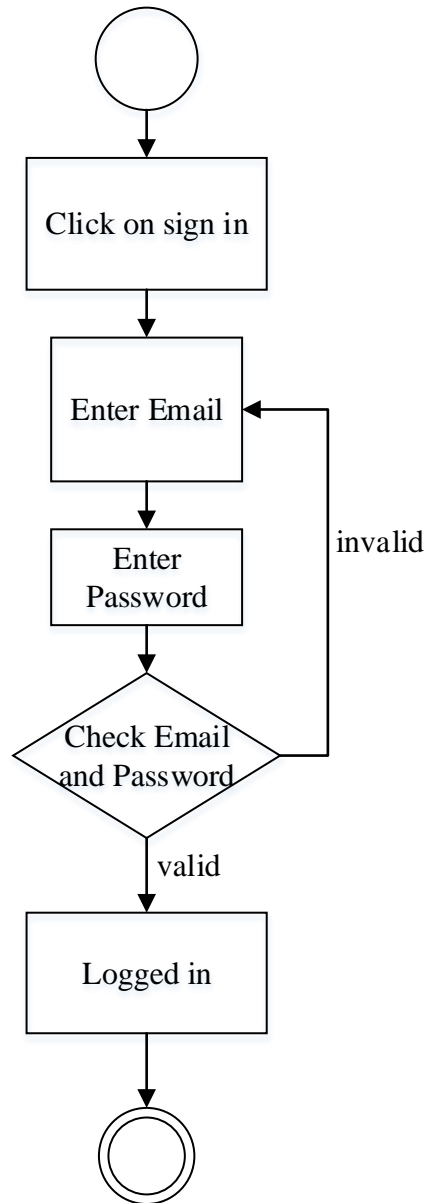 Click on sign in
Enter Email
invalid
Enter
Password
Check Email
and Password
valid
Logged in